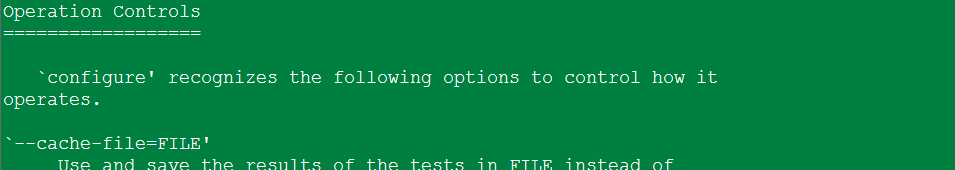 Operation Controls
==================
`configure' recognizes the following options to control how it
operates.
`--cache-file=FILE'
Use and save the results of the tests in FILE instead of